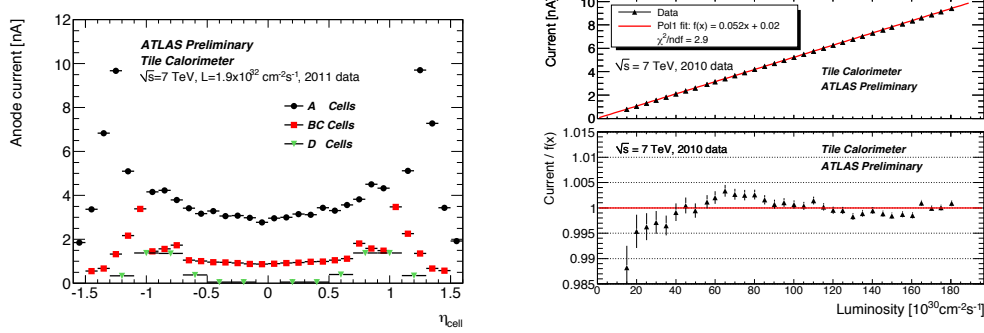 Anode current [nA]
12
10
8
6
4
2
0
ATLAS Preliminary
Tile Calorimeter
√s=7 TeV, L=1.9x10³² cm⁻²s⁻¹, 2011 data
A Cells
BC Cells
D Cells
-1.5 -1 -0.5 0 0.5 1 1.5
η_cell
Current [nA]
10
8
6
4
2
0
Data
Pol1 fit: f(x) = 0.052x + 0.02
χ²/ndf = 2.9
√s = 7 TeV, 2010 data
Tile Calorimeter
ATLAS Preliminary
Current / f(x)
1.015
1.01
1.005
1
0.995
0.99
0.985
√s = 7 TeV, 2010 data
Tile Calorimeter
ATLAS Preliminary
0 20 40 60 80 100 120 140 160 180
Luminosity [10³⁰cm⁻²s⁻¹]